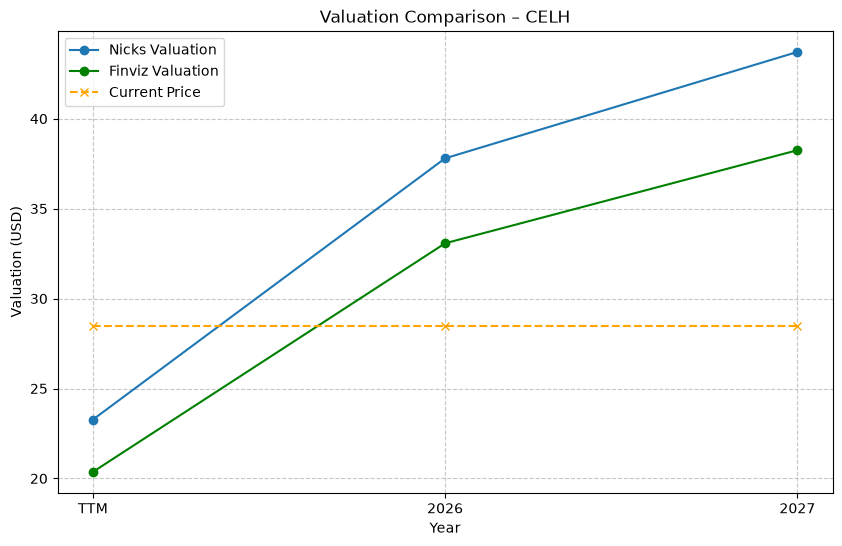 Valuation Comparison – CELH
Nicks Valuation
Finviz Valuation
Current Price
Valuation (USD)
40
35
30
25
20
TTM
2026
2027
Year